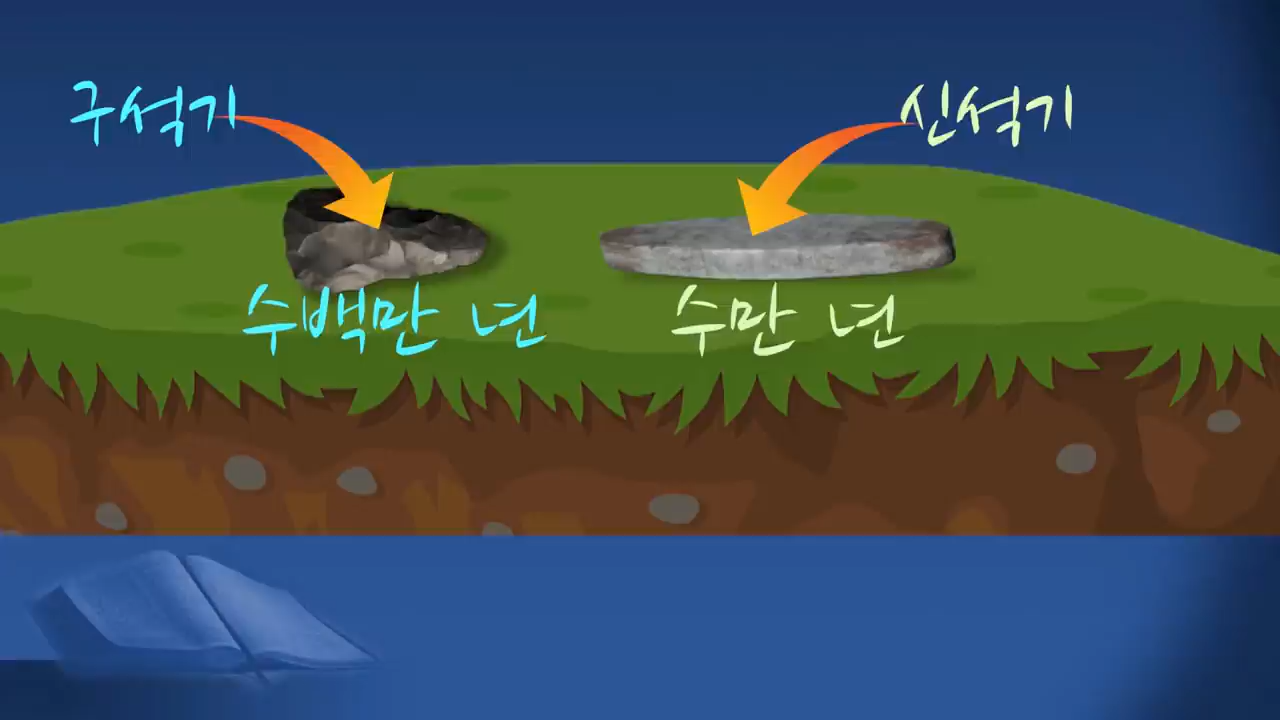 구석기
신석기
수백만 년
수만 년